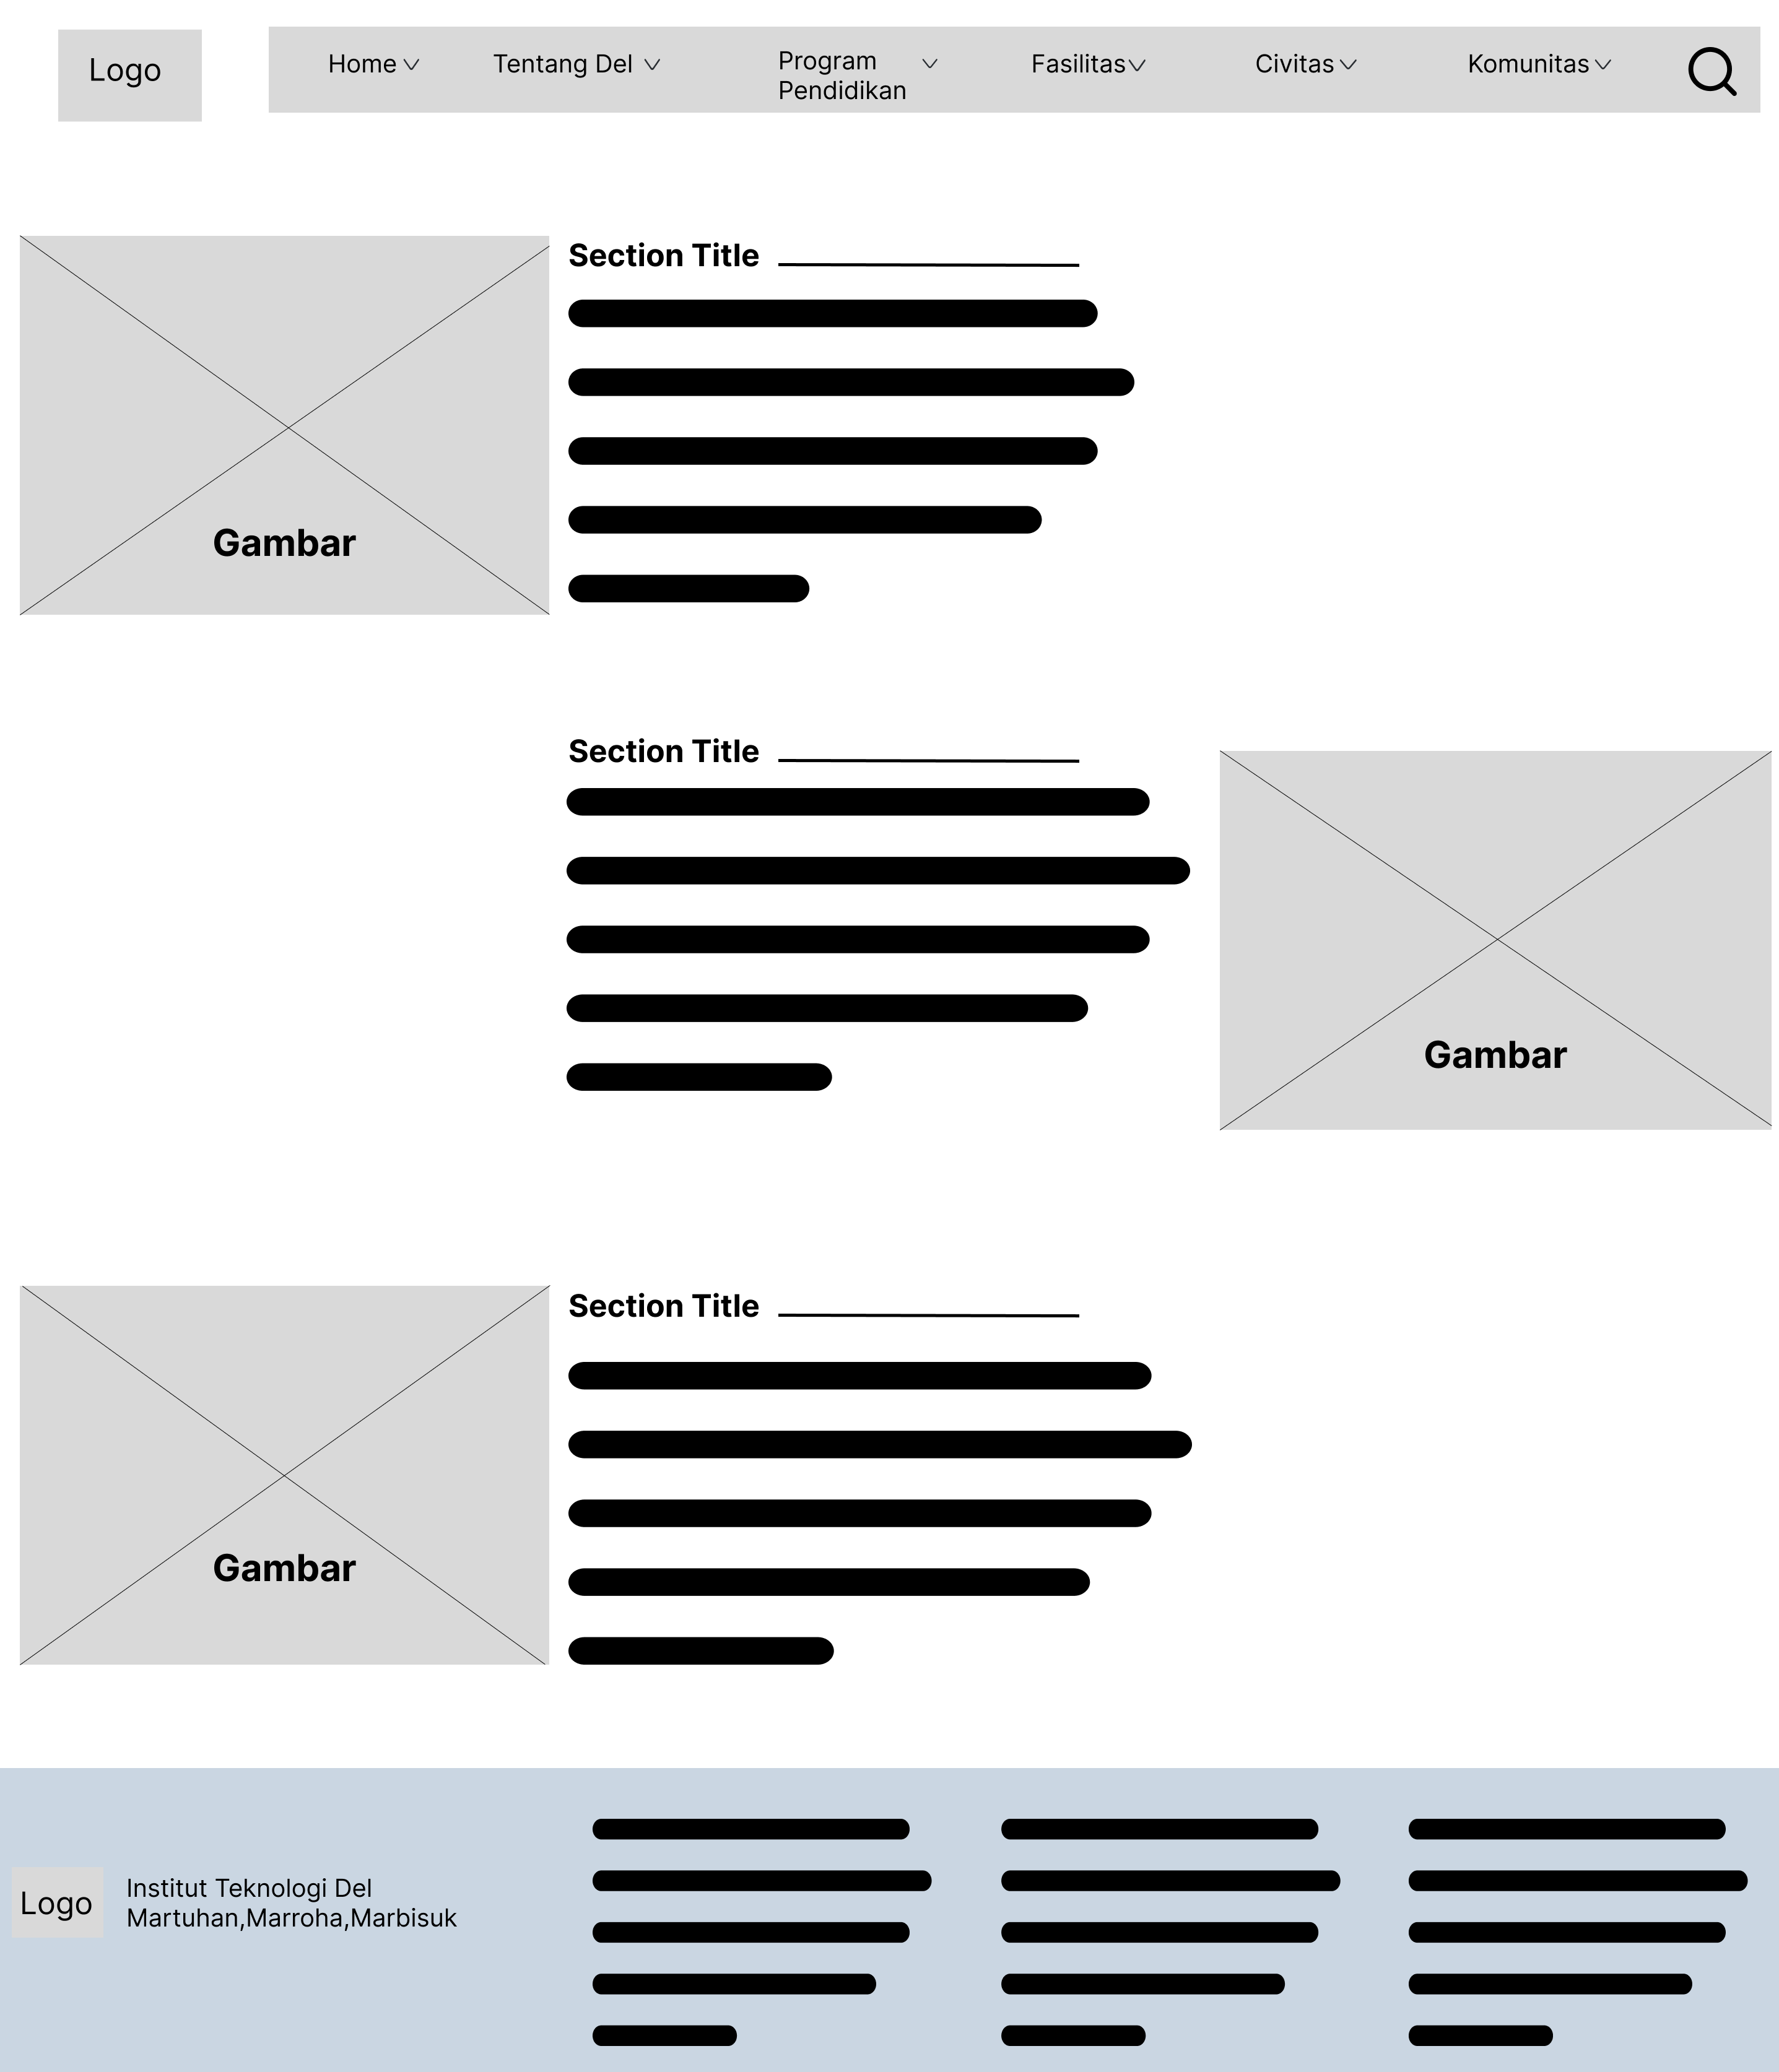 Logo
Home
Tentang Del
Program
Pendidikan
Fasilitas
Civitas
Komunitas
Section Title
Gambar
Section Title
Gambar
Section Title
Gambar
Logo
Institut Teknologi Del
Martuhan,Marroha,Marbisuk